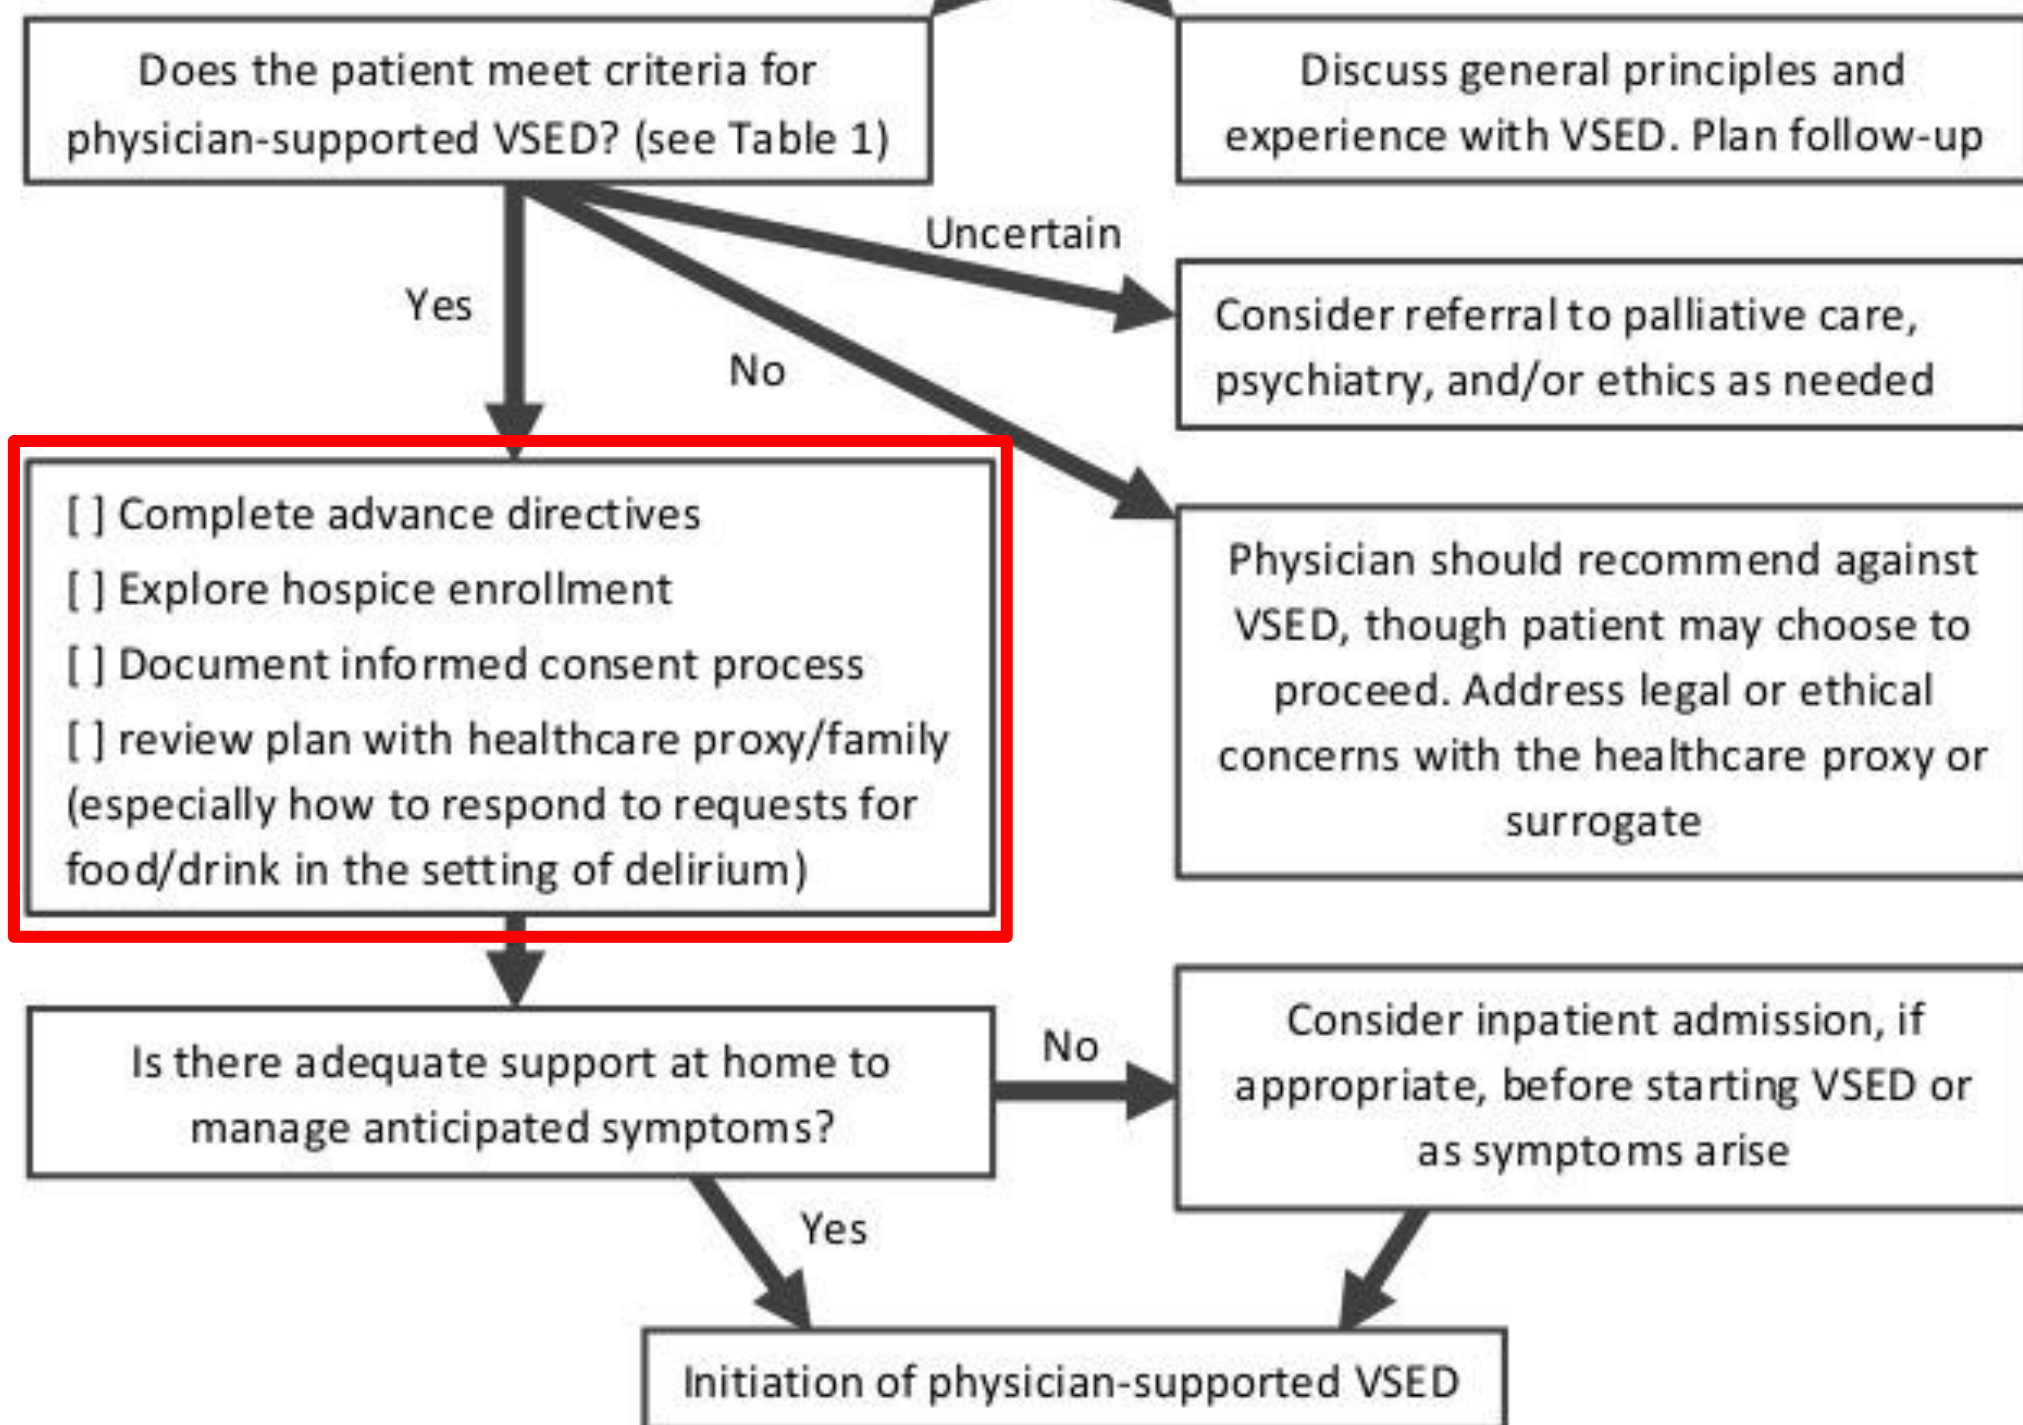 Does the patient meet criteria for
physician-supported VSED? (see Table 1)
Discuss general principles and
experience with VSED. Plan follow-up
Uncertain
Yes
No
Consider referral to palliative care,
psychiatry, and/or ethics as needed
[ ] Complete advance directives
[ ] Explore hospice enrollment
[ ] Document informed consent process
[ ] review plan with healthcare proxy/family
(especially how to respond to requests for
food/drink in the setting of delirium)
Physician should recommend against
VSED, though patient may choose to
proceed. Address legal or ethical
concerns with the healthcare proxy or
surrogate
Is there adequate support at home to
manage anticipated symptoms?
No
Consider inpatient admission, if
appropriate, before starting VSED or
as symptoms arise
Yes
Initiation of physician-supported VSED